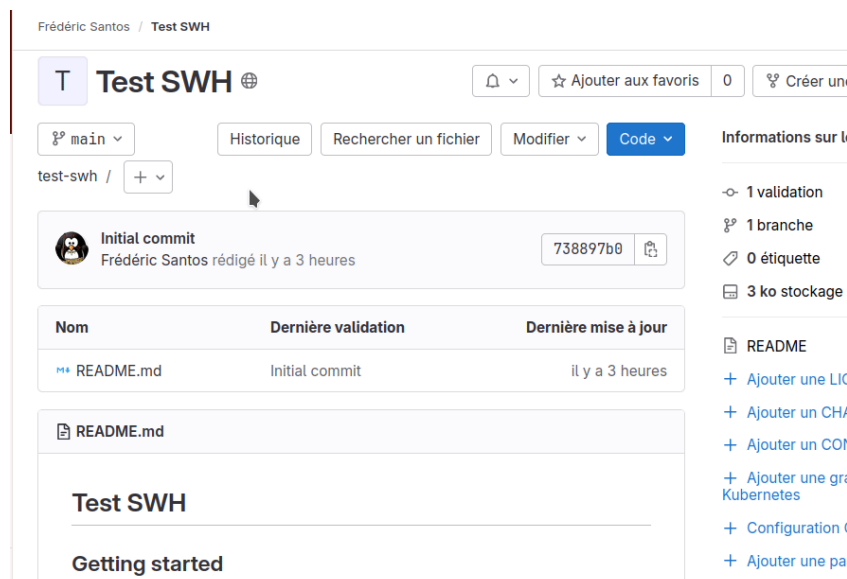 Frédéric Santos / Test SWH
T Test SWH
Ajouter aux favoris 0 Créer une
main Historique Rechercher un fichier Modifier Code
test-swh / +
Initial commit
Frédéric Santos rédigé il y a 3 heures
738897b0
Nom Dernière validation Dernière mise à jour
README.md Initial commit il y a 3 heures
README.md
Test SWH
Getting started
Informations sur l
1 validation
1 branche
0 étiquette
3 ko stockage
README
+ Ajouter une LIC
+ Ajouter un CHA
+ Ajouter un CON
+ Ajouter une gra
Kubernetes
+ Configuration
+ Ajouter une pa